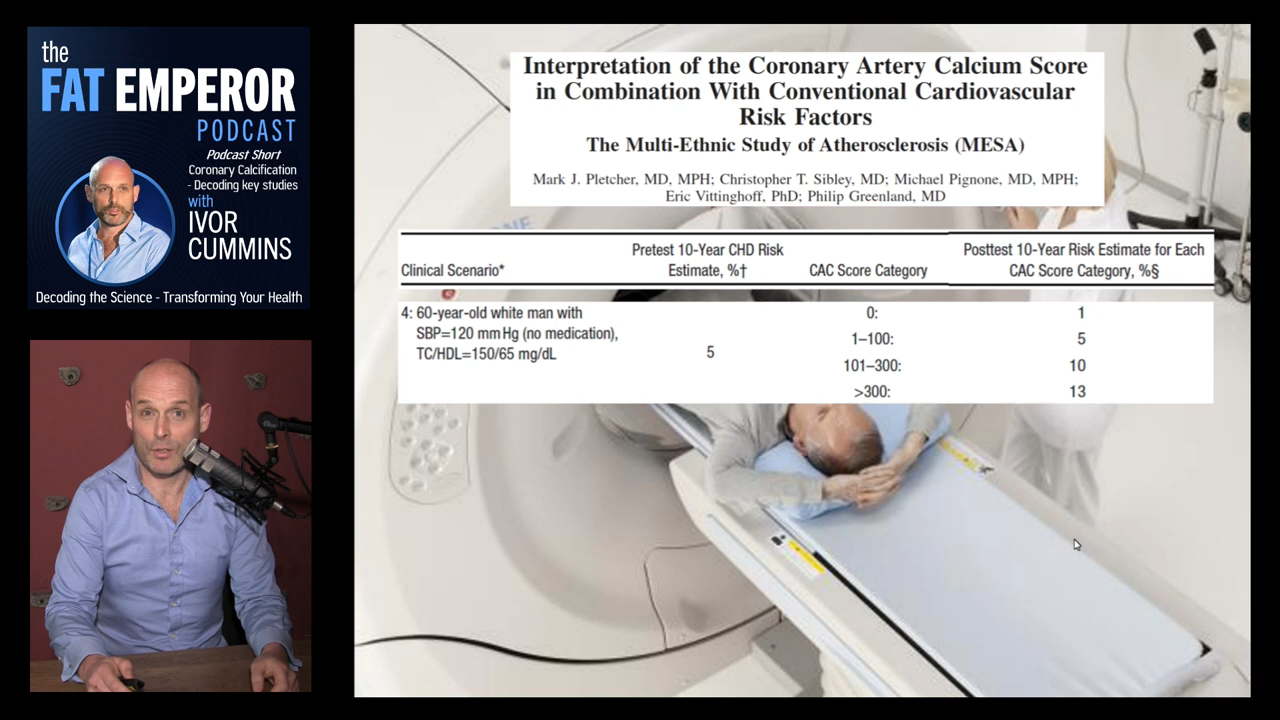 the
FAT EMPEROR
PODCAST
Podcast Short
Coronary Calcification
- Decoding key studies
with
IVOR
CUMMINS
Decoding the Science - Transforming Your Health
Interpretation of the Coronary Artery Calcium Score
in Combination With Conventional Cardiovascular
Risk Factors
The Multi-Ethnic Study of Atherosclerosis (MESA)
Mark J. Pletcher, MD, MPH; Christopher T. Sibley, MD; Michael Pignone, MD, MPH;
Eric Vittinghoff, PhD; Philip Greenland, MD
Pretest 10-Year CHD Risk Posttest 10-Year Risk Estimate for Each
Clinical Scenario* Estimate, %† CAC Score Category CAC Score Category, %§
4: 60-year-old white man with 0: 1
SBP=120 mm Hg (no medication), 1–100: 5
TC/HDL=150/65 mg/dL 5
101–300: 10
>300: 13